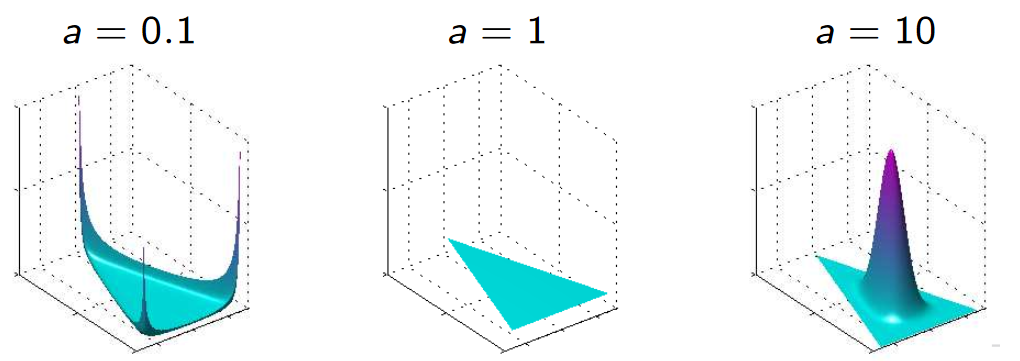 a = 0.1
a = 1
a = 10